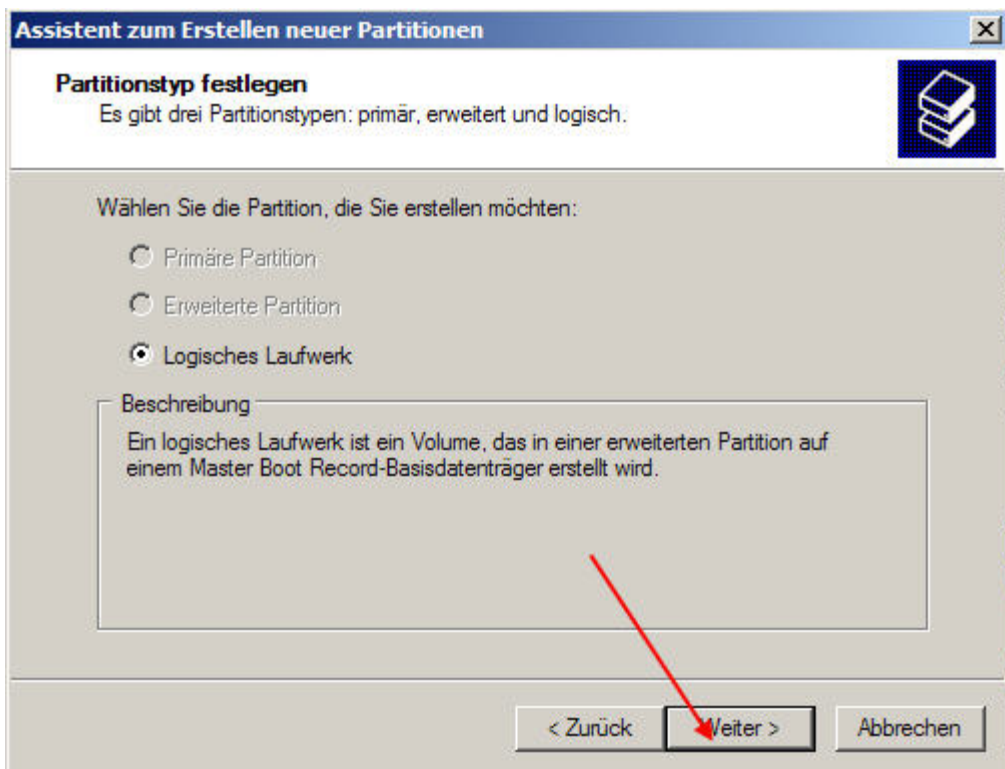 Assistent zum Erstellen neuer Partitionen
Partitionstyp festlegen
Es gibt drei Partitionstypen: primär, erweitert und logisch.
Wählen Sie die Partition, die Sie erstellen möchten:
Primäre Partition
Erweiterte Partition
Logisches Laufwerk
Beschreibung
Ein logisches Laufwerk ist ein Volume, das in einer erweiterten Partition auf
einem Master Boot Record-Basisdatenträger erstellt wird.
< Zurück Weiter > Abbrechen